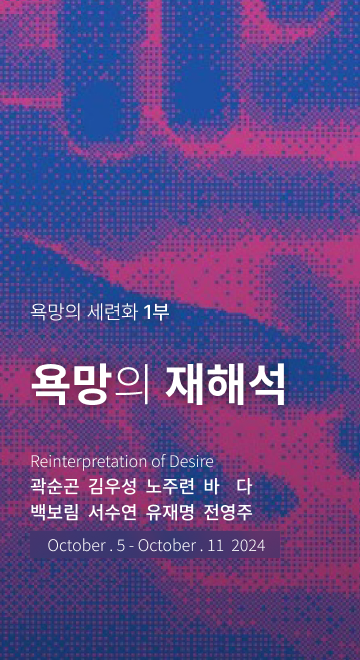 욕망의 세련화 1부
욕망의 재해석
Reinterpretation of Desire
곽순곤 김우성 노주련 바 다
백보림 서수연 유재명 전영주
October . 5 - October . 11 2024